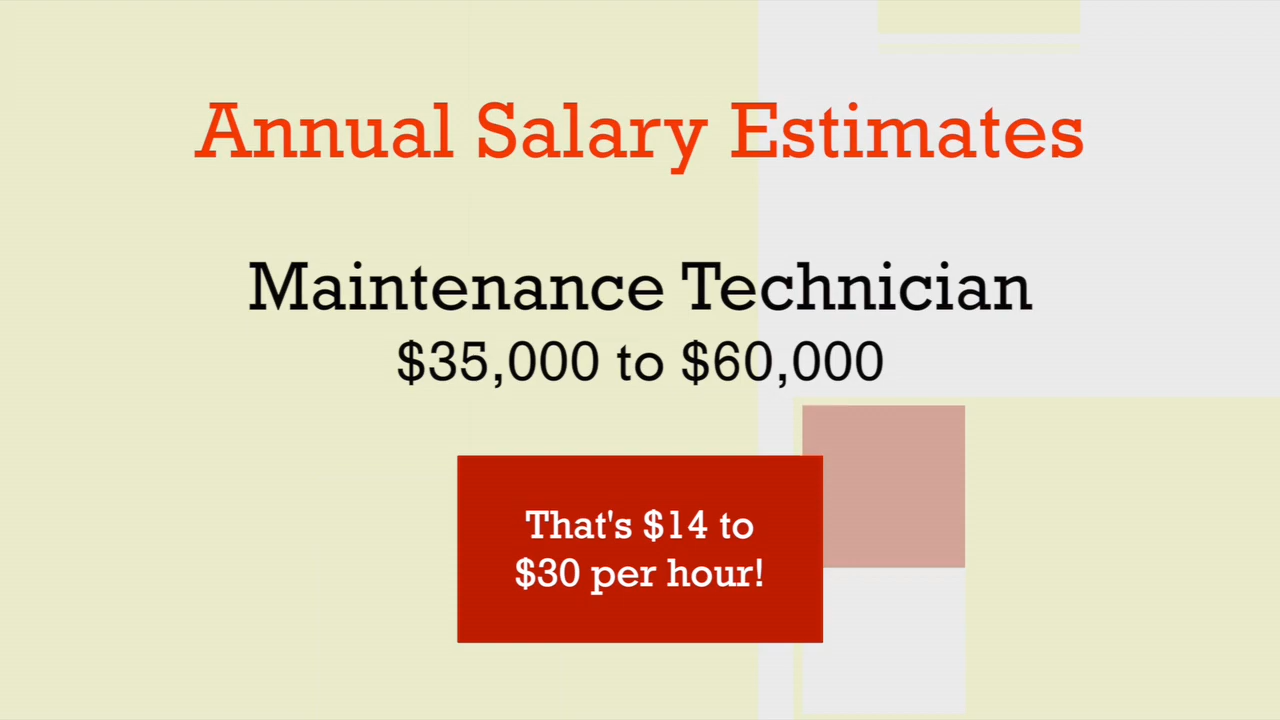 Annual Salary Estimates
Maintenance Technician
$35,000 to $60,000
That's $14 to
$30 per hour!